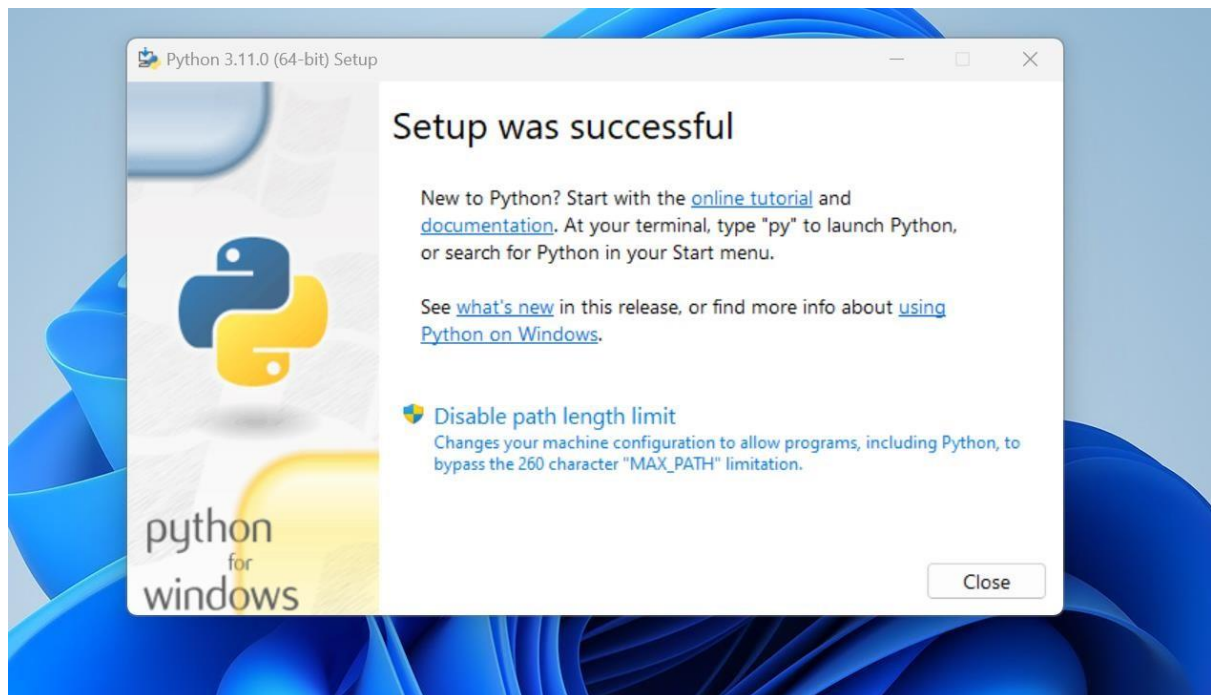 Python 3.11.0 (64-bit) Setup
Setup was successful
New to Python? Start with the online tutorial and
documentation. At your terminal, type "py" to launch Python,
or search for Python in your Start menu.
See what's new in this release, or find more info about using
Python on Windows.
Disable path length limit
Changes your machine configuration to allow programs, including Python, to
bypass the 260 character "MAX_PATH" limitation.
python
for
windows
Close